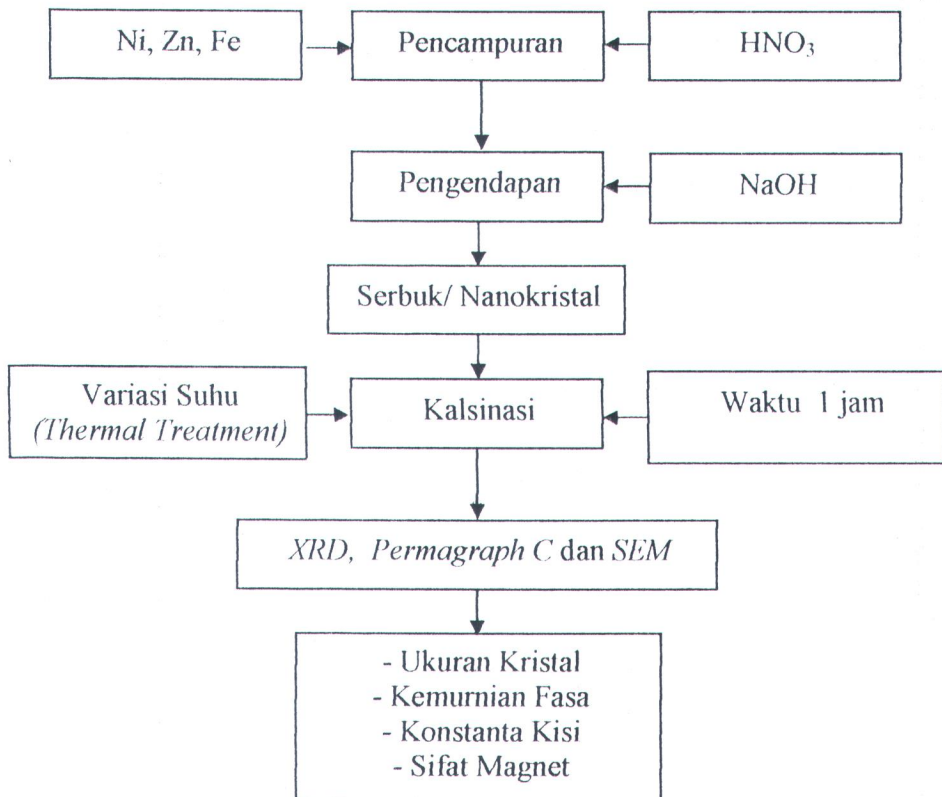 Ni, Zn, Fe
Pencampuran
HNO₃
Pengendapan
NaOH
Serbuk/ Nanokristal
Variasi Suhu
(Thermal Treatment)
Kalsinasi
Waktu 1 jam
XRD, Permagraph C dan SEM
- Ukuran Kristal
- Kemurnian Fasa
- Konstanta Kisi
- Sifat Magnet